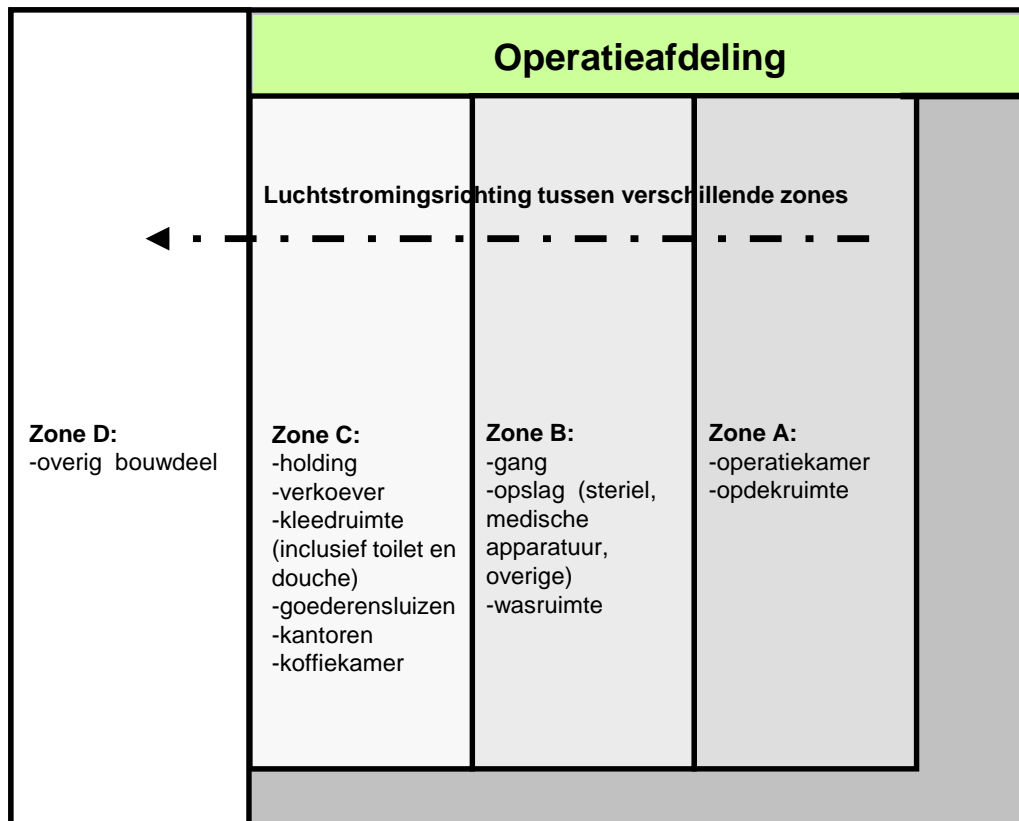 Operatieafdeling
Luchtstromingsrichting tussen verschillende zones
Zone D:
-overig bouwdeel
Zone C:
-holding
-verkoever
-kleedruimte
(inclusief toilet en
douche)
-goederensluizen
-kantoren
-koffiekamer
Zone B:
-gang
-opslag (steriel,
medische
apparatuur,
overige)
-wasruimte
Zone A:
-operatiekamer
-opdekruimte